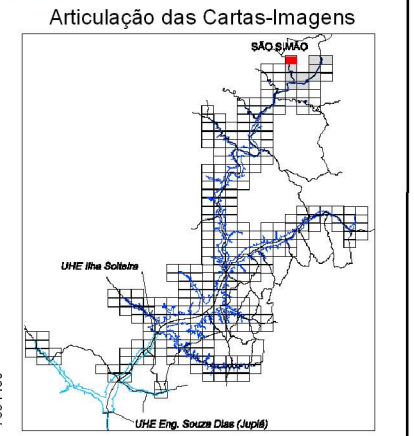 Articulação das Cartas-Imagens
SÃO SIMÃO
UHE Ilha Solteira
UHE Eng. Souza Dias (Jupiá)